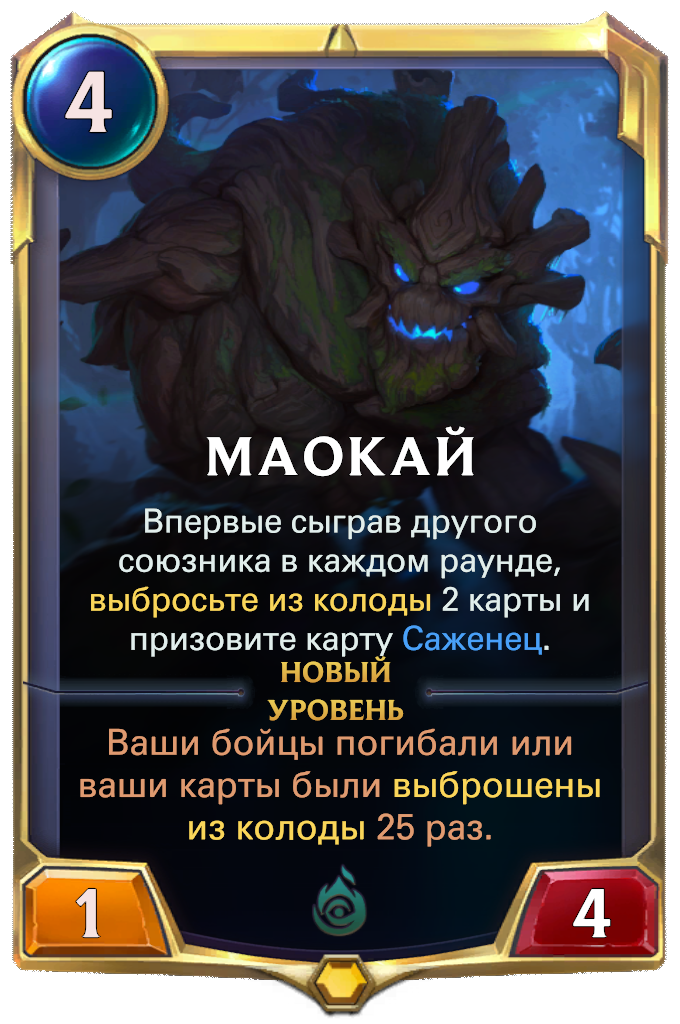 4
МАОКАЙ
Впервые сыграв другого
союзника в каждом раунде,
выбросьте из колоды 2 карты и
призовите карту Саженец.
НОВЫЙ
УРОВЕНЬ
Ваши бойцы погибали или
ваши карты были выброшены
из колоды 25 раз.
1
4